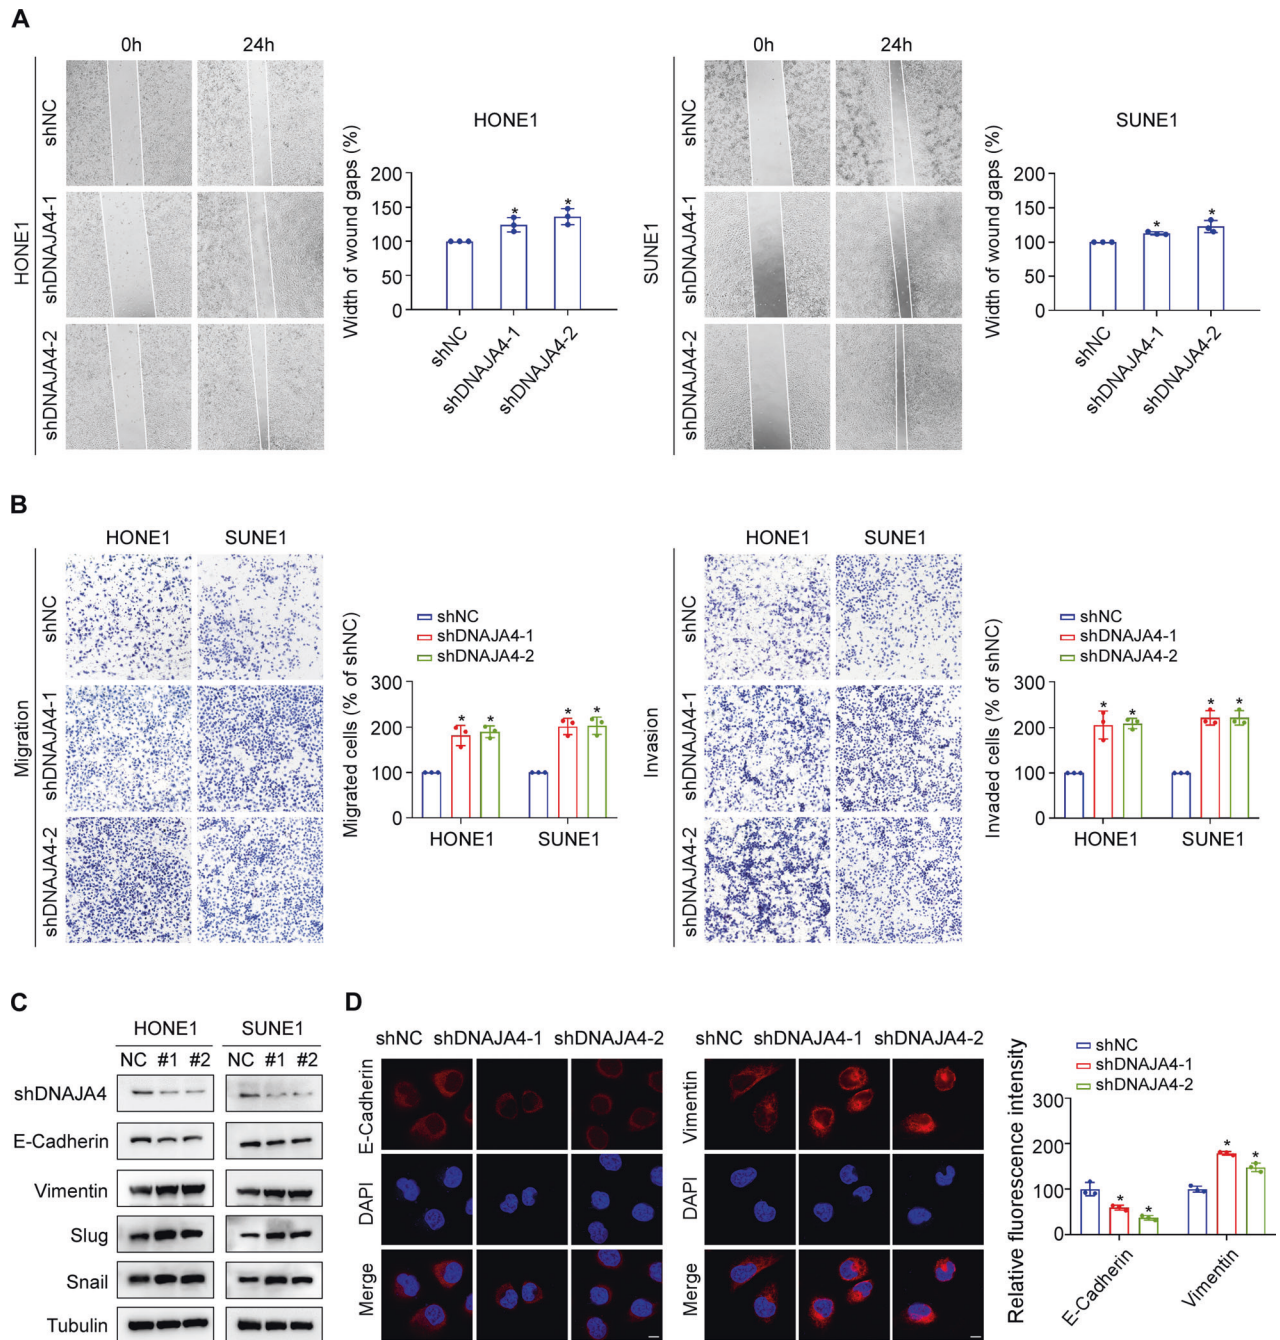 A
0h 24h
HONE1
shNC
shDNAJA4-1
shDNAJA4-2
Width of wound gaps (%)
HONE1
200
150
100
50
0
* *
shNC
shDNAJA4-1
shDNAJA4-2
0h 24h
SUNE1
shNC
shDNAJA4-1
shDNAJA4-2
Width of wound gaps (%)
SUNE1
200
150
100
50
0
* *
shNC
shDNAJA4-1
shDNAJA4-2
B
HONE1 SUNE1
Migration
shNC
shDNAJA4-1
shDNAJA4-2
shNC
shDNAJA4-1
shDNAJA4-2
Migrated cells (% of shNC)
300
200
100
0
* * * *
HONE1 SUNE1
HONE1 SUNE1
Invasion
shNC
shDNAJA4-1
shDNAJA4-2
shNC
shDNAJA4-1
shDNAJA4-2
Invaded cells (% of shNC)
300
200
100
0
* * * *
HONE1 SUNE1
C
HONE1 SUNE1
NC #1 #2 NC #1 #2
shDNAJA4
E-Cadherin
Vimentin
Slug
Snail
Tubulin
D
shNC shDNAJA4-1 shDNAJA4-2
E-Cadherin
DAPI
Merge
shNC shDNAJA4-1 shDNAJA4-2
Vimentin
DAPI
Merge
shNC
shDNAJA4-1
shDNAJA4-2
Relative fluorescence intensity
300
200
100
0
* * * *
E-Cadherin
Vimentin